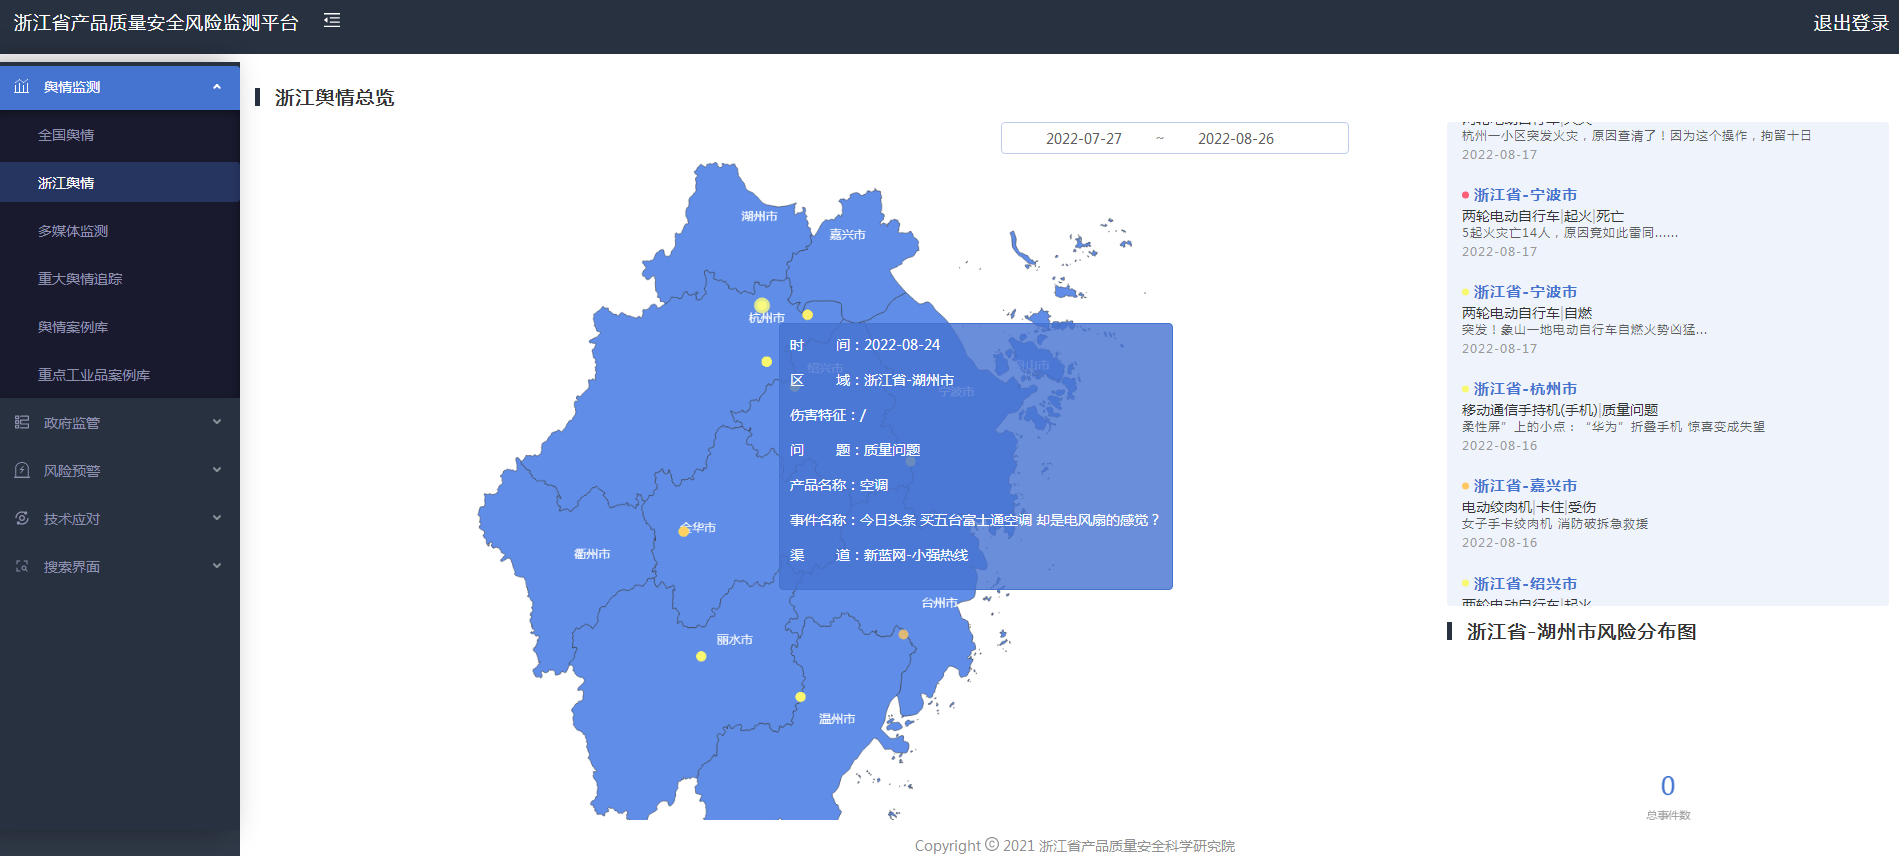 浙江省产品质量安全风险监测平台
退出登录
舆情监测
全国舆情
浙江舆情
多媒体监测
重大舆情追踪
舆情案例库
重点工业品案例库
政府监管
风险预警
技术应对
搜索界面
浙江舆情总览
2022-07-27 ~ 2022-08-26
湖州市
嘉兴市
杭州市
绍兴市
舟山市
宁波市
金华市
衢州市
台州市
丽水市
温州市
时 间：2022-08-24
区 域：浙江省-湖州市
伤害特征：/
问 题：质量问题
产品名称：空调
事件名称：今日头条 买五台富士通空调 却是电风扇的感觉？
渠 道：新蓝网-小强热线
两轮电动自行车|火灾
杭州一小区突发火灾，原因查清了！因为这个操作，拘留十日
2022-08-17
浙江省-宁波市
两轮电动自行车|起火|死亡
5起火灾亡14人，原因竟如此雷同……
2022-08-17
浙江省-宁波市
两轮电动自行车|自燃
突发！象山一地电动自行车自燃火势凶猛...
2022-08-17
浙江省-杭州市
移动通信手持机(手机)|质量问题
柔性屏”上的小点：“华为”折叠手机 惊喜变成失望
2022-08-16
浙江省-嘉兴市
电动绞肉机|卡住|受伤
女子手卡绞肉机 消防破拆急救援
2022-08-16
浙江省-绍兴市
两轮电动自行车|起火
浙江省-湖州市风险分布图
0
总事件数
Copyright © 2021 浙江省产品质量安全科学研究院